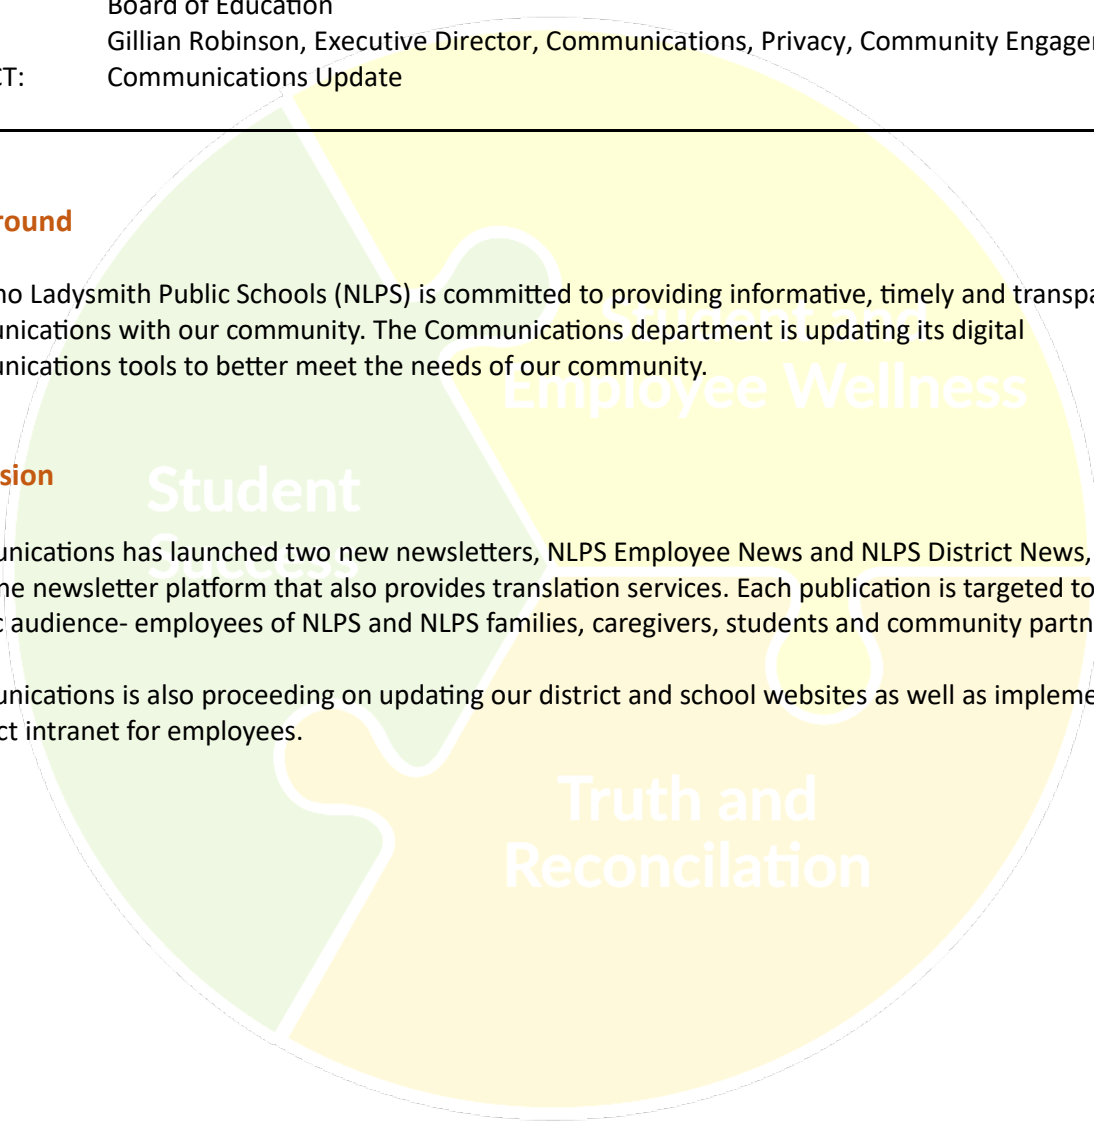 Board of Education
Gillian Robinson, Executive Director, Communications, Privacy, Community Engager
CT: Communications Update
round
no Ladysmith Public Schools (NLPS) is committed to providing informative, timely and transpa
unications with our community. The Communications department is updating its digital
unications tools to better meet the needs of our community.
Student and
Employee Wellness
sion
Student
Success
unications has launched two new newsletters, NLPS Employee News and NLPS District News,
ne newsletter platform that also provides translation services. Each publication is targeted to
c audience- employees of NLPS and NLPS families, caregivers, students and community partn
unications is also proceeding on updating our district and school websites as well as impleme
ct intranet for employees.
Truth and
Reconcilation